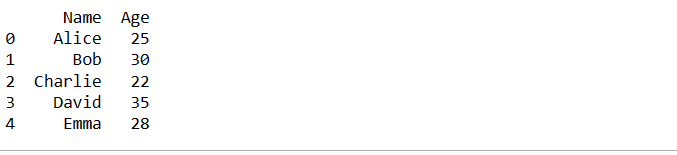 Name Age
0 Alice 25
1 Bob 30
2 Charlie 22
3 David 35
4 Emma 28